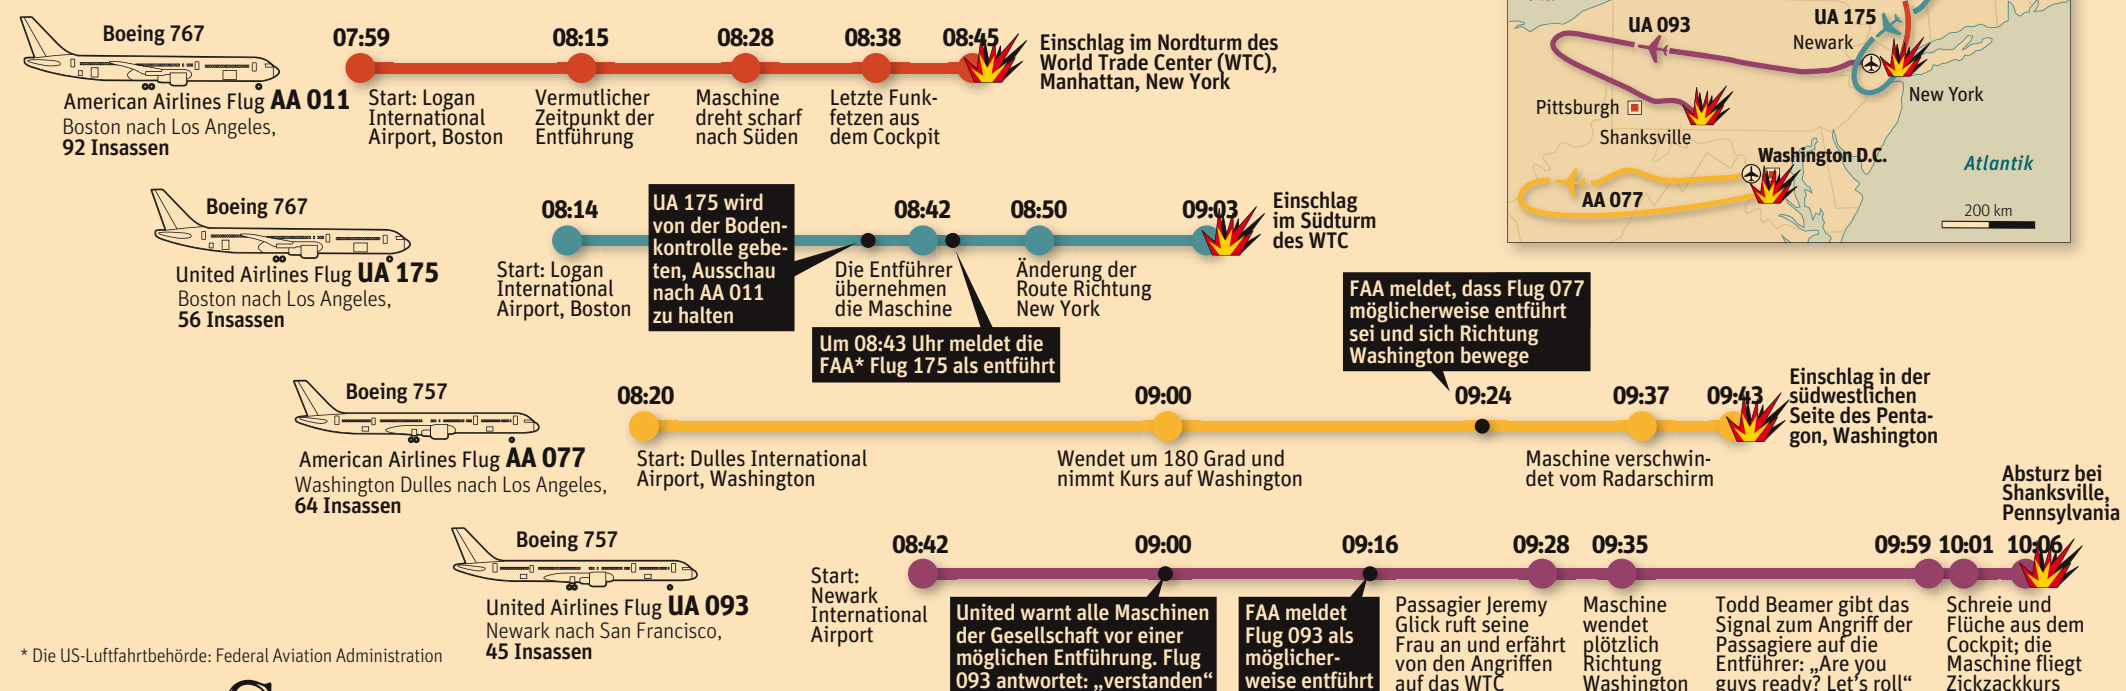 Boeing 767
American Airlines Flug AA 011
Boston nach Los Angeles,
92 Insassen
07:59
Start: Logan
International
Airport, Boston
08:15
Vermutlicher
Zeitpunkt der
Entführung
08:28
Maschine
dreht scharf
nach Süden
08:38
Letzte Funk-
fetzen aus
dem Cockpit
08:45
Einschlag im Nordturm des
World Trade Center (WTC),
Manhattan, New York
UA 093
UA 175
Newark
New York
Pittsburgh
Shanksville
Washington D.C.
Atlantik
AA 077
200 km
Boeing 767
United Airlines Flug UA 175
Boston nach Los Angeles,
56 Insassen
08:14
Start: Logan
International
Airport, Boston
UA 175 wird
von der Boden-
kontrolle gebe-
ten, Ausschau
nach AA 011
zu halten
08:42
Die Entführer
übernehmen
die Maschine
Um 08:43 Uhr meldet die
FAA* Flug 175 als entführt
08:50
Änderung der
Route Richtung
New York
09:03
Einschlag
im Südturm
des WTC
Boeing 757
American Airlines Flug AA 077
Washington Dulles nach Los Angeles,
64 Insassen
08:20
Start: Dulles International
Airport, Washington
09:00
Wendet um 180 Grad und
nimmt Kurs auf Washington
FAA meldet, dass Flug 077
möglicherweise entführt
sei und sich Richtung
Washington bewege
09:24
09:37
Maschine verschwin-
det vom Radarschirm
09:43
Einschlag in der
südwestlichen
Seite des Penta-
gon, Washington
Boeing 757
United Airlines Flug UA 093
Newark nach San Francisco,
45 Insassen
08:42
Start:
Newark
International
Airport
09:00
United warnt alle Maschinen
der Gesellschaft vor einer
möglichen Entführung. Flug
093 antwortet: „verstanden“
09:16
FAA meldet
Flug 093 als
möglicher-
weise entführt
09:28
Passagier Jeremy
Glick ruft seine
Frau an und erfährt
von den Angriffen
auf das WTC
09:35
Maschine
wendet
plötzlich
Richtung
Washington
09:59
Todd Beamer gibt das
Signal zum Angriff der
Passagiere auf die
Entführer: „Are you
guys ready? Let's roll“
10:01
Schreie und
Flüche aus dem
Cockpit; die
Maschine fliegt
Zickzackkurs
10:06
Absturz bei
Shanksville,
Pennsylvania
* Die US-Luftfahrtbehörde: Federal Aviation Administration